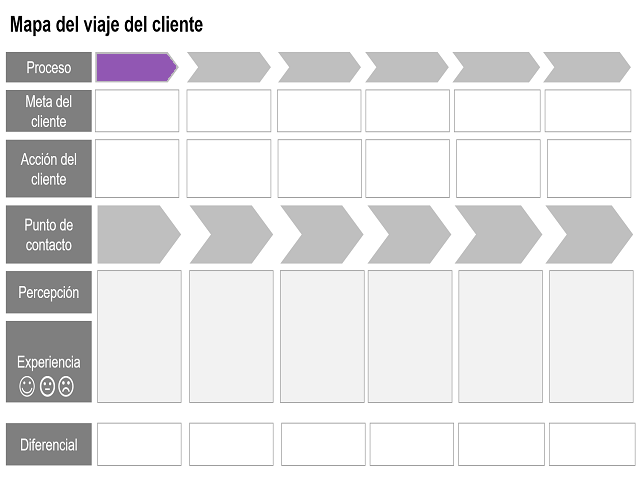 Mapa del viaje del cliente
Proceso
Meta del
cliente
Acción del
cliente
Punto de
contacto
Percepción
Experiencia
Diferencial